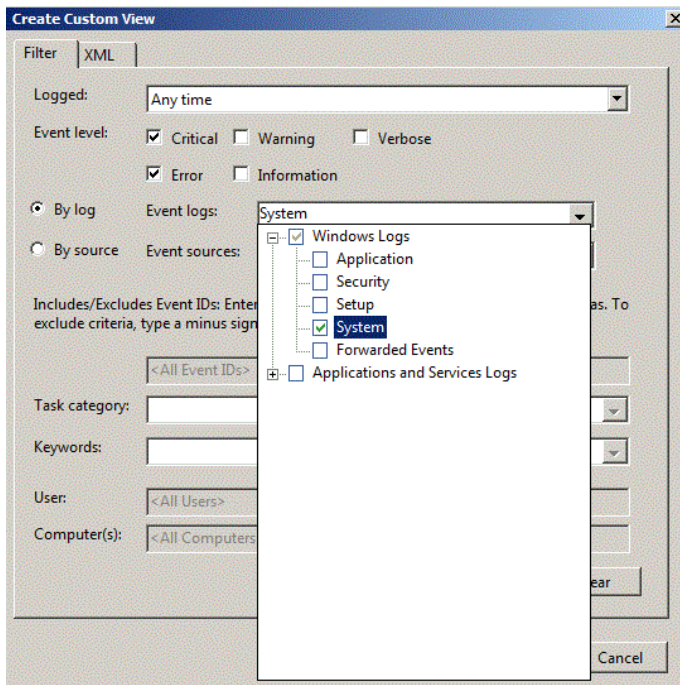 Create Custom View
Filter
XML
Logged:
Any time
Event level:
Critical
Warning
Verbose
Error
Information
By log
Event logs:
System
By source
Event sources:
Windows Logs
Application
Security
Setup
System
Forwarded Events
Applications and Services Logs
Includes/Excludes Event IDs: Enter
as. To
exclude criteria, type a minus sign
<All Event IDs>
Task category:
Keywords:
User:
<All Users>
Computer(s):
<All Computers
ear
Cancel